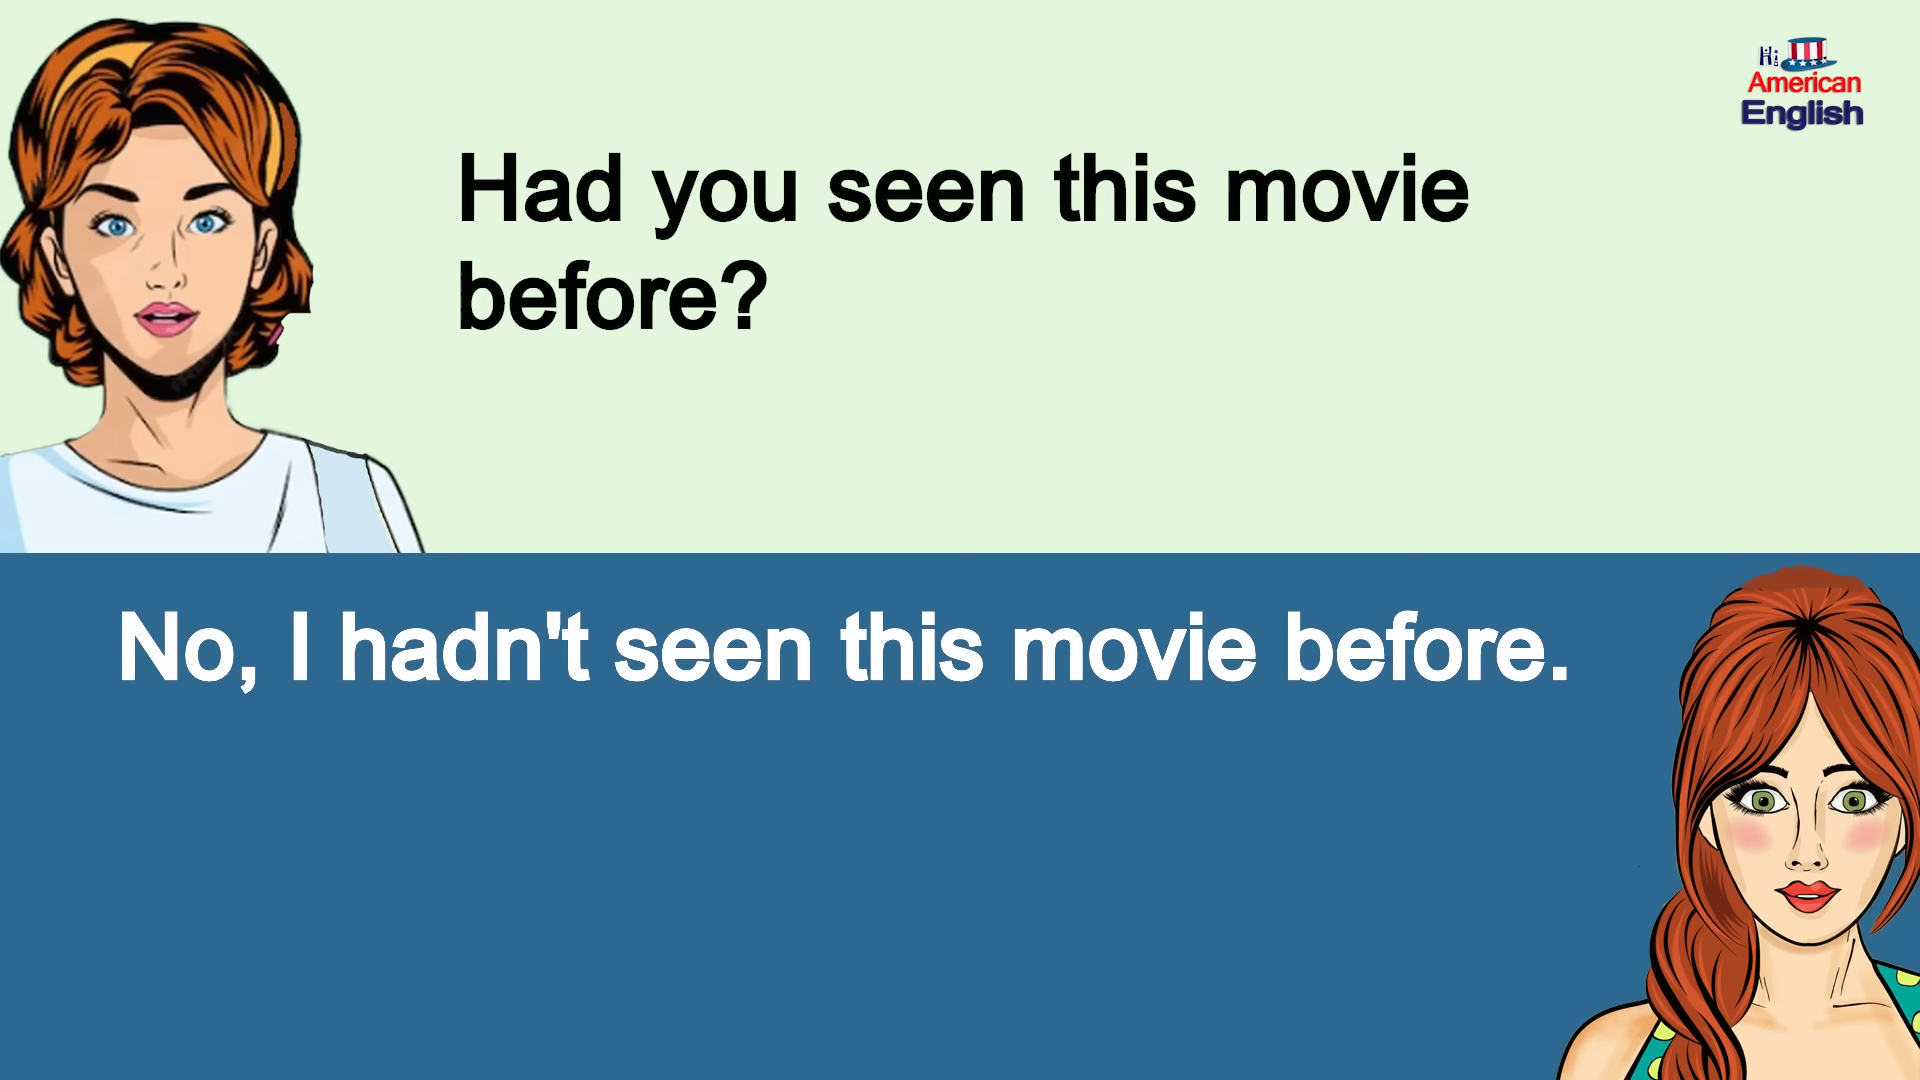 Hi
American
English
Had you seen this movie
before?
No, I hadn't seen this movie before.